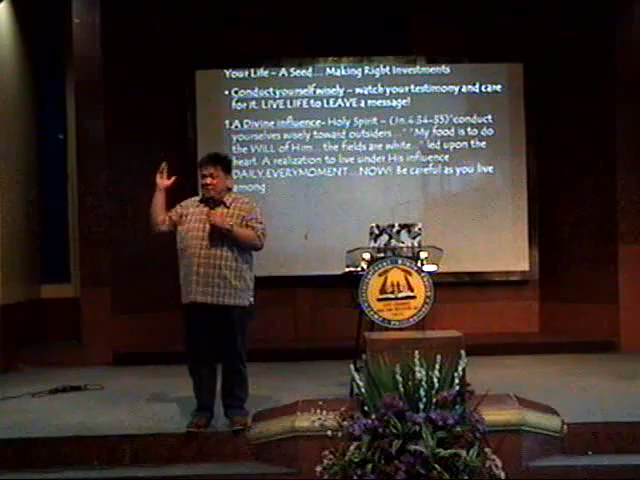 Your Life – A Seed... Making Right Investments
• Conduct yourself wisely – watch your testimony and care
for it. LIVE LIFE to LEAVE a message!
1 A Divine Influence- Holy Spirit – (Jn. 4:34-35) "conduct
yourselves wisely toward outsiders..." "My food is to do
the WILL of Him... the fields are white..." led upon the
heart. A realization to live under His influence
DAILY, EVERYMOMENT...NOW! Be careful as you live
among